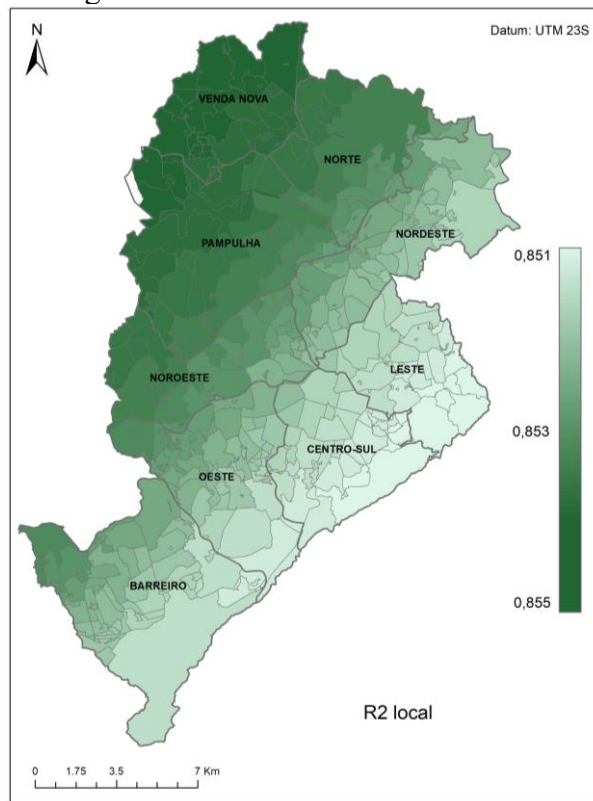 N
Datum: UTM 23S
VENDA NOVA
NORTE
NORDESTE
PAMPULHA
0,851
NOROESTE
LESTE
0,853
CENTRO-SUL
OESTE
BARREIRO
0,855
R2 local
0 1.75 3.5 7 Km